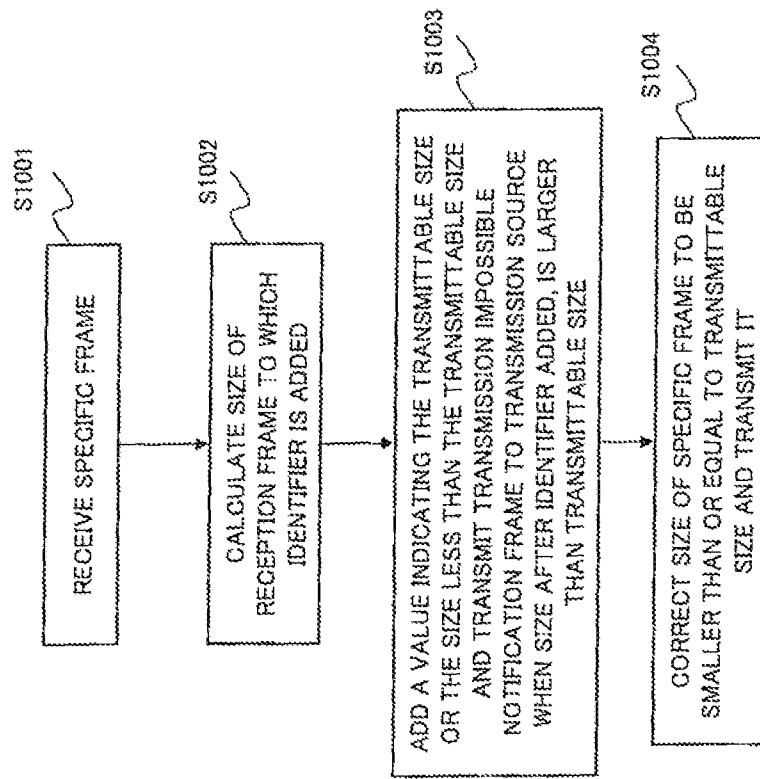 S1001
RECEIVE SPECIFIC FRAME
S1002
CALCULATE SIZE OF
RECEPTION FRAME TO WHICH
IDENTIFIER IS ADDED
S1003
ADD A VALUE INDICATING THE TRANSMITTABLE SIZE
OR THE SIZE LESS THAN THE TRANSMITTABLE SIZE
AND TRANSMIT TRANSMISSION IMPOSSIBLE
NOTIFICATION FRAME TO TRANSMISSION SOURCE
WHEN SIZE AFTER IDENTIFIER ADDED, IS LARGER
THAN TRANSMITTABLE SIZE
S1004
CORRECT SIZE OF SPECIFIC FRAME TO BE
SMALLER THAN OR EQUAL TO TRANSMITTABLE
SIZE AND TRANSMIT IT